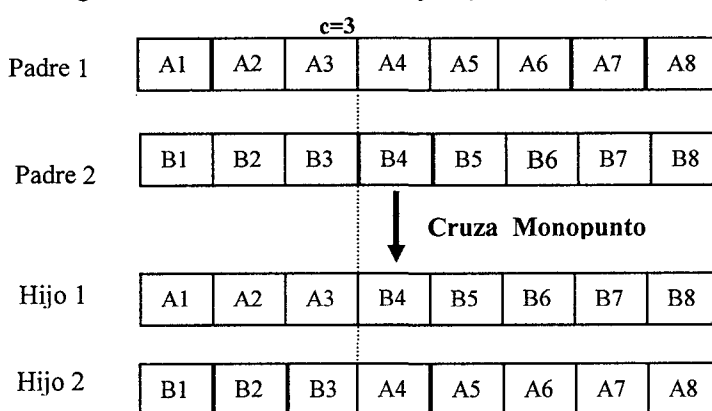 c=3
Padre 1 A1 A2 A3 A4 A5 A6 A7 A8
Padre 2 B1 B2 B3 B4 B5 B6 B7 B8
Cruza Monopunto
Hijo 1 A1 A2 A3 B4 B5 B6 B7 B8
Hijo 2 B1 B2 B3 A4 A5 A6 A7 A8